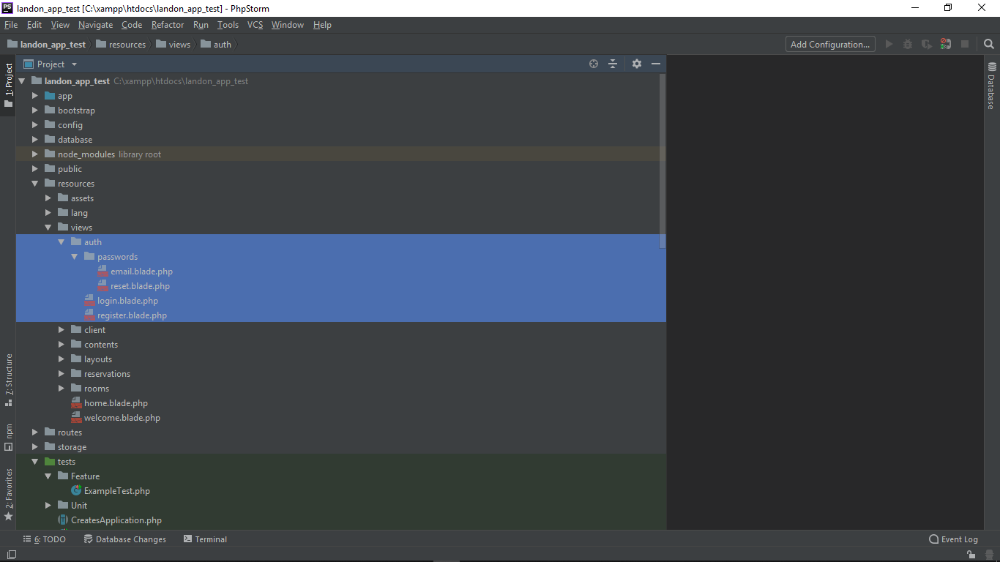 PS landon_app_test [C:\xampp\htdocs\landon_app_test] - PhpStorm
File Edit View Navigate Code Refactor Run Tools VCS Window Help
landon_app_test resources views auth Add Configuration...
1: Project
Project
landon_app_test C:\xampp\htdocs\landon_app_test
app
bootstrap
config
database
node_modules library root
public
resources
assets
lang
views
auth
passwords
email.blade.php
reset.blade.php
login.blade.php
register.blade.php
client
contents
layouts
reservations
rooms
home.blade.php
welcome.blade.php
routes
storage
tests
Feature
ExampleTest.php
Unit
CreatesApplication.php
7: Structure
npm
2: Favorites
Database
6: TODO Database Changes Terminal Event Log